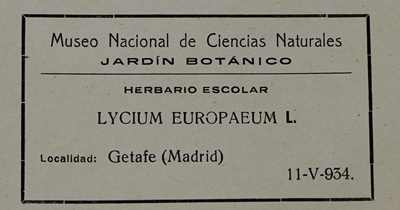 Museo Nacional de Ciencias Naturales
JARDÍN BOTÁNICO
HERBARIO ESCOLAR
LYCIUM EUROPAEUM L.
Localidad: Getafe (Madrid)
11-V-934.